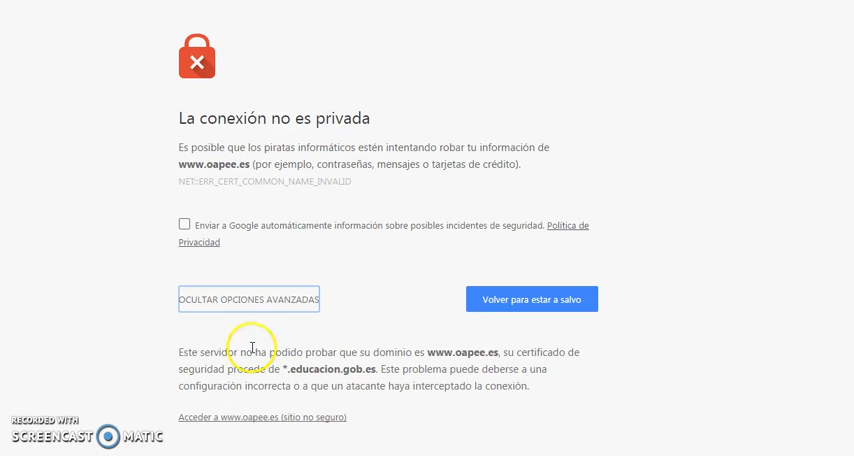 La conexión no es privada
Es posible que los piratas informáticos estén intentando robar tu información de
www.oapee.es (por ejemplo, contraseñas, mensajes o tarjetas de crédito).
NET::ERR_CERT_COMMON_NAME_INVALID
Enviar a Google automáticamente información sobre posibles incidentes de seguridad. Política de
Privacidad
OCULTAR OPCIONES AVANZADAS
Volver para estar a salvo
Este servidor no ha podido probar que su dominio es www.oapee.es, su certificado de
seguridad procede de *.educacion.gob.es. Este problema puede deberse a una
configuración incorrecta o a que un atacante haya interceptado la conexión.
Acceder a www.oapee.es (sitio no seguro)
RECORDED WITH
SCREENCAST MATIC